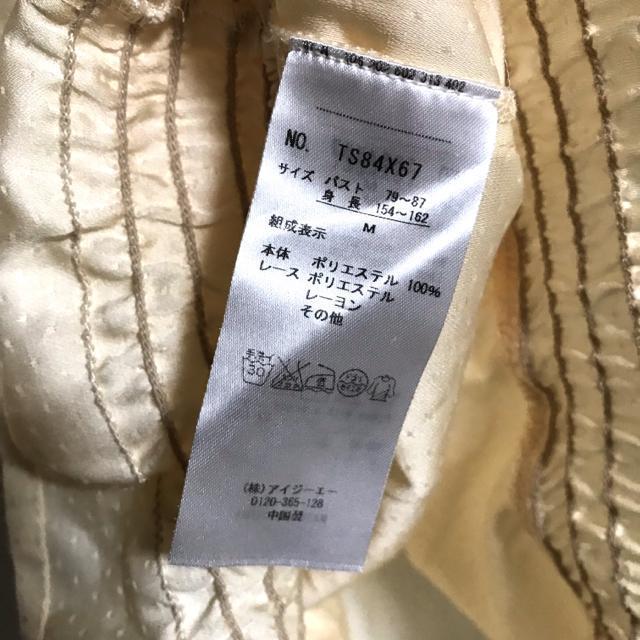 602 313 402
NO. TS84X67
サイズ バスト 79～87
身長 154～162
M
組成表示
本体 ポリエステル 100%
レース ポリエステル
レーヨン
その他
30
(株)アイジーエー
0120-365-128
中国製